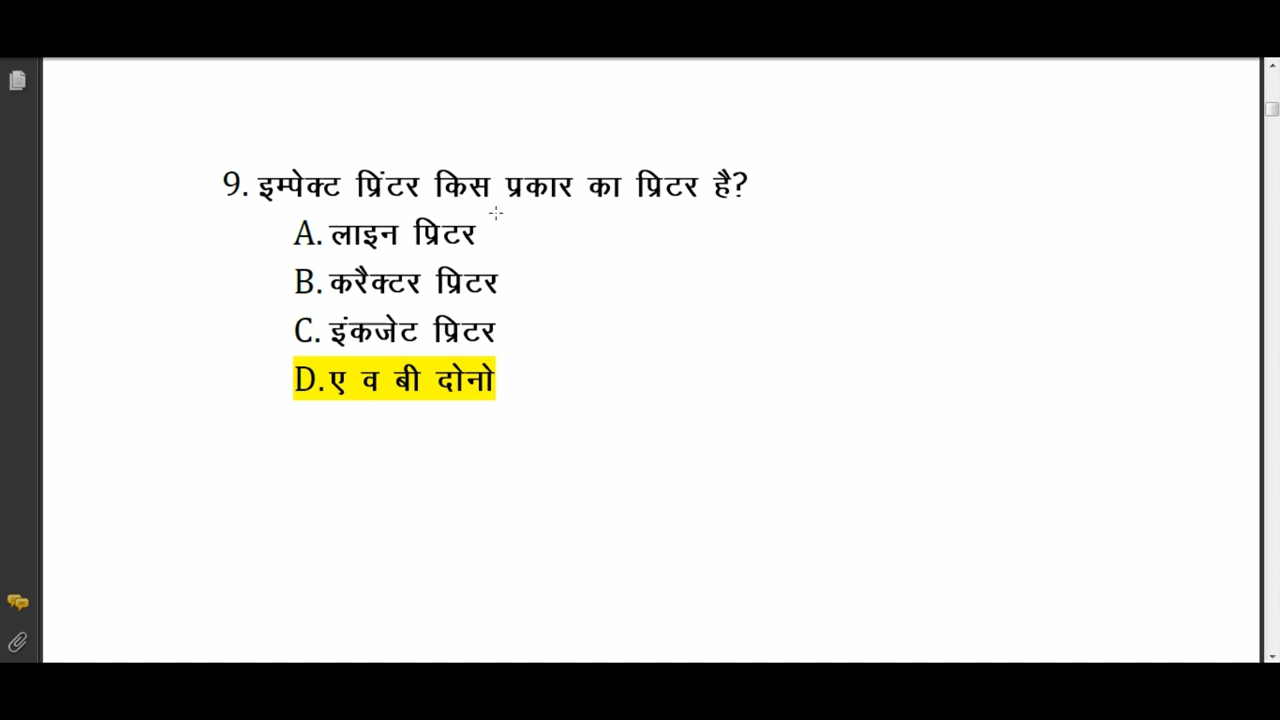 9. इम्पेक्ट प्रिंटर किस प्रकार का प्रिटर है?
A. लाइन प्रिटर
B. करैक्टर प्रिटर
C. इंकजेट प्रिटर
D. ए व बी दोनो